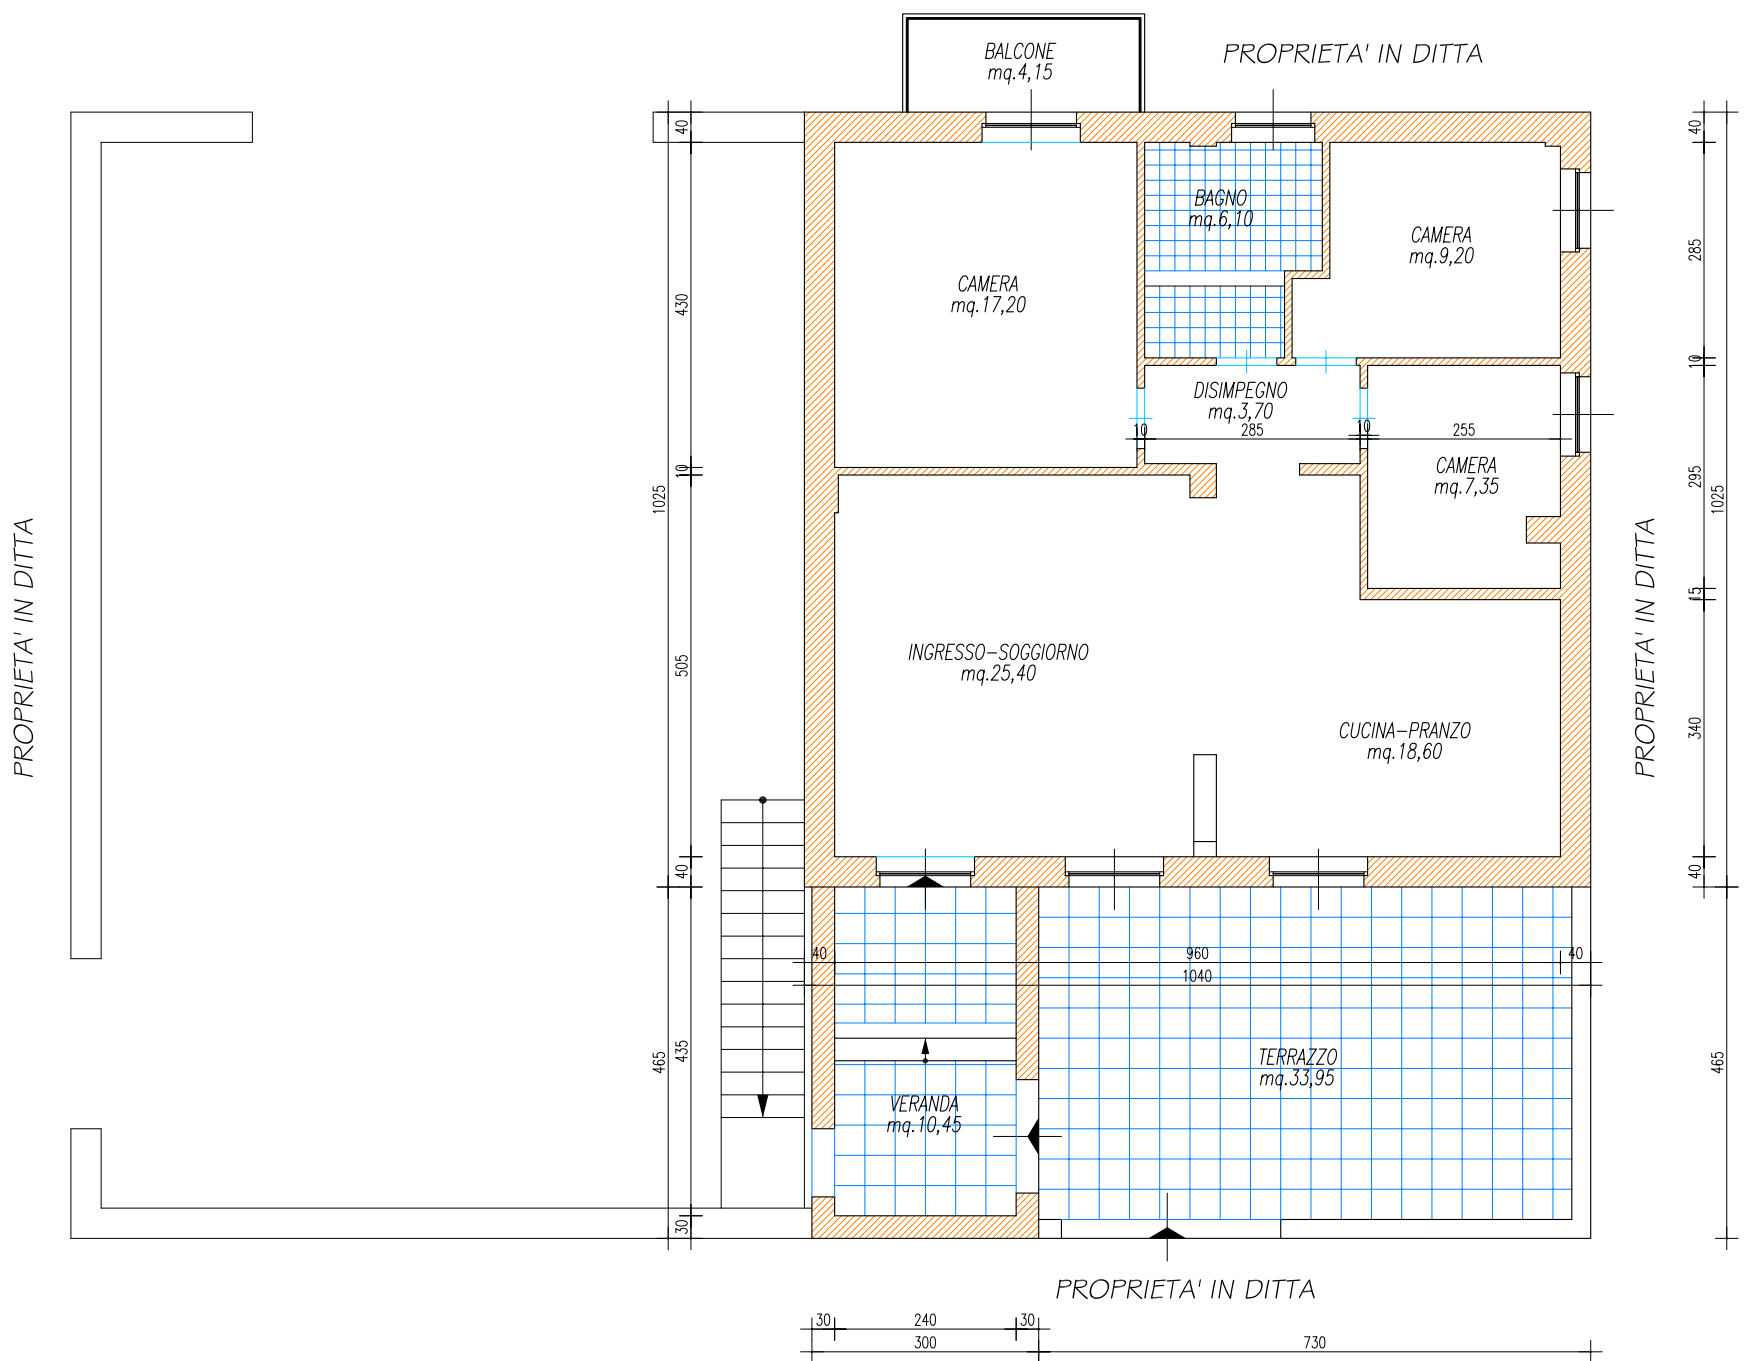 BALCONE
mq.4,15
PROPRIETA' IN DITTA
40
40
BAGNO
mq.6,10
CAMERA
mq.9,20
285
CAMERA
mq.17,20
430
10
DISIMPEGNO
mq.3,70
10
285
10
255
CAMERA
mq.7,35
10
295
1025
1025
PROPRIETA' IN DITTA
PROPRIETA' IN DITTA
15
INGRESSO-SOGGIORNO
mq.25,40
505
CUCINA-PRANZO
mq.18,60
340
40
40
40
960
40
1040
435
465
465
TERRAZZO
mq.33,95
VERANDA
mq.10,45
30
PROPRIETA' IN DITTA
30
240
30
300
730